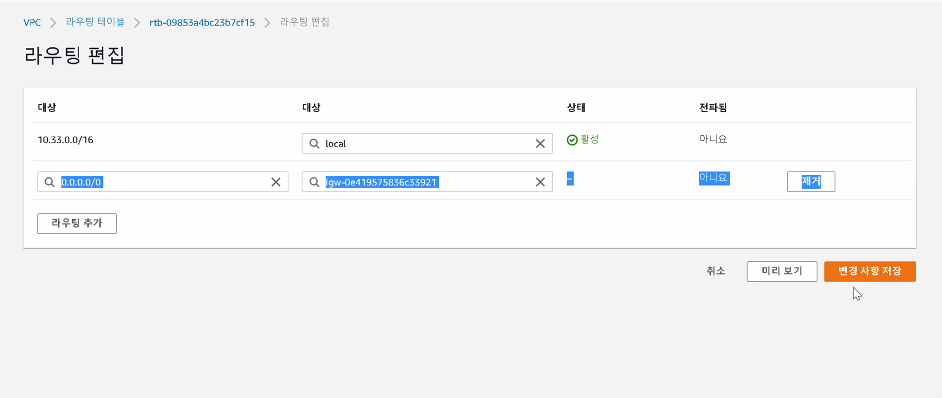 VPC > 라우팅 테이블 > rtb-09853a4bc23b7cf15 > 라우팅 편집
라우팅 편집
대상 대상 상태 전파됨
10.33.0.0/16 local 활성 아니요
0.0.0.0/0 igw-0e419575836c33921 – 아니요 제거
라우팅 추가
취소 미리 보기 변경 사항 저장